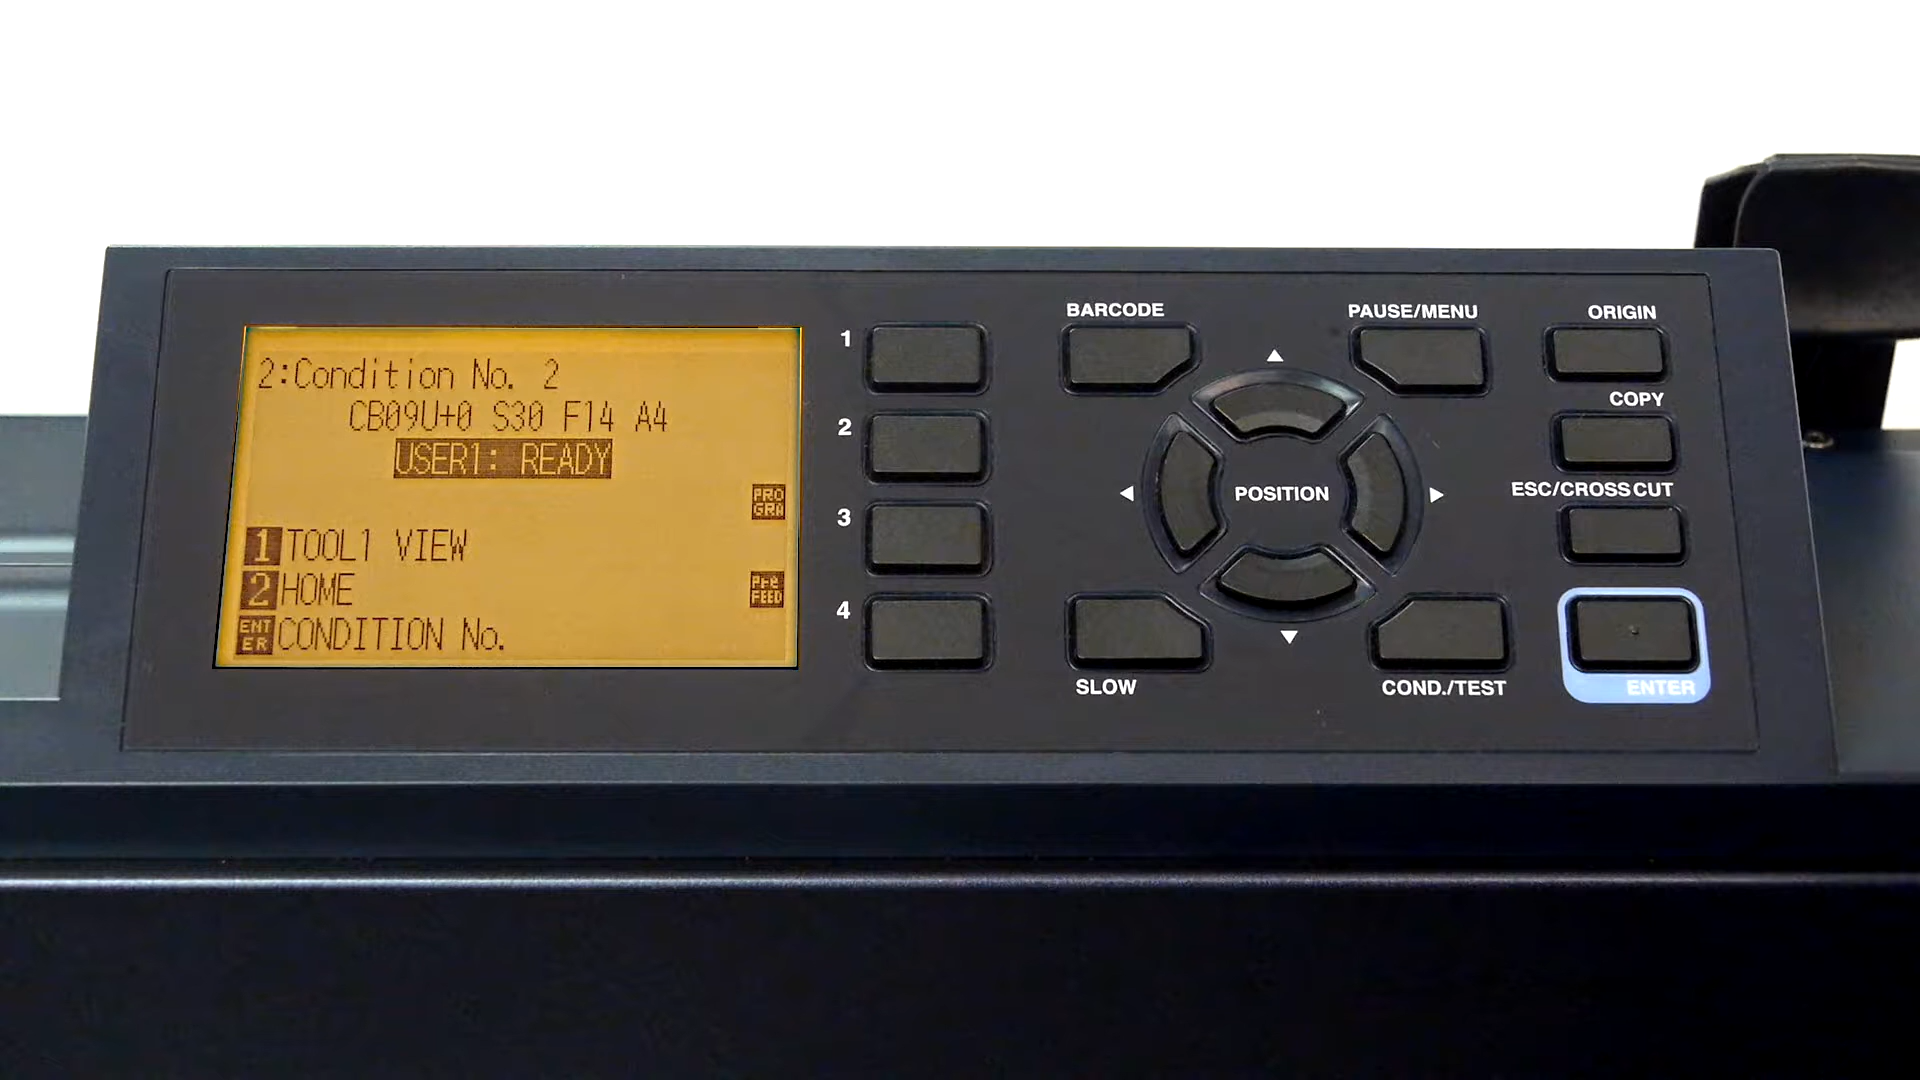 2:Condition No. 2
CB09U+0 S30 F14 A4
USER1: READY
PRO
GRA
1 TOOL1 VIEW
2 HOME
Pre
FEED
ENT
ER CONDITION No.
1
2
3
4
BARCODE
PAUSE/MENU
ORIGIN
COPY
POSITION
ESC/CROSS CUT
SLOW
COND./TEST
ENTER